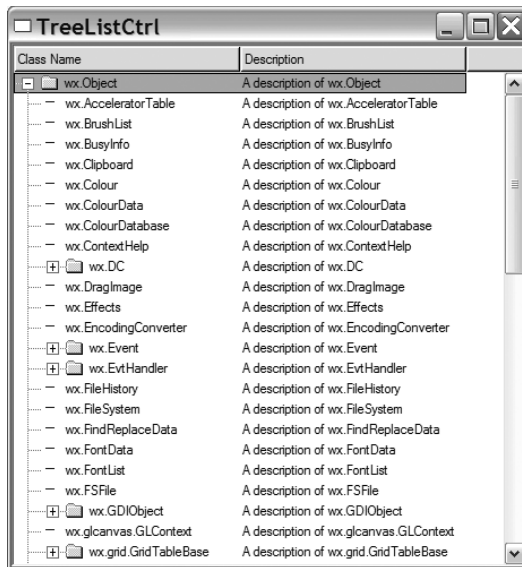 TreeListCtrl
Class Name Description
wx.Object A description of wx.Object
wx.AcceleratorTable A description of wx.AcceleratorTable
wx.BrushList A description of wx.BrushList
wx.BusyInfo A description of wx.BusyInfo
wx.Clipboard A description of wx.Clipboard
wx.Colour A description of wx.Colour
wx.ColourData A description of wx.ColourData
wx.ColourDatabase A description of wx.ColourDatabase
wx.ContextHelp A description of wx.ContextHelp
wx.DC A description of wx.DC
wx.DragImage A description of wx.DragImage
wx.Effects A description of wx.Effects
wx.EncodingConverter A description of wx.EncodingConverter
wx.Event A description of wx.Event
wx.EvtHandler A description of wx.EvtHandler
wx.FileHistory A description of wx.FileHistory
wx.FileSystem A description of wx.FileSystem
wx.FindReplaceData A description of wx.FindReplaceData
wx.FontData A description of wx.FontData
wx.FontList A description of wx.FontList
wx.FSFile A description of wx.FSFile
wx.GDIObject A description of wx.GDIObject
wx.glcanvas.GLContext A description of wx.glcanvas.GLContext
wx.grid.GridTableBase A description of wx.grid.GridTableBase